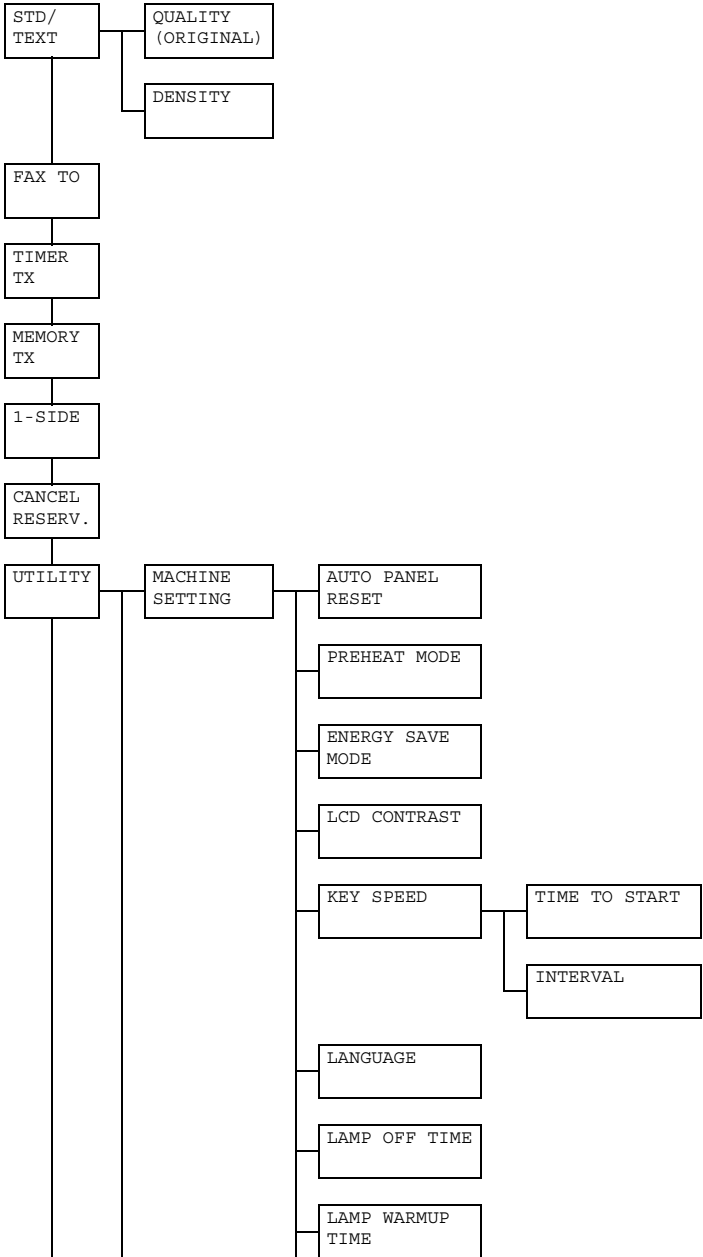 STD/
TEXT
QUALITY
(ORIGINAL)
DENSITY
FAX TO
TIMER
TX
MEMORY
TX
1-SIDE
CANCEL
RESERV.
UTILITY
MACHINE
SETTING
AUTO PANEL
RESET
PREHEAT MODE
ENERGY SAVE
MODE
LCD CONTRAST
KEY SPEED
TIME TO START
INTERVAL
LANGUAGE
LAMP OFF TIME
LAMP WARMUP
TIME